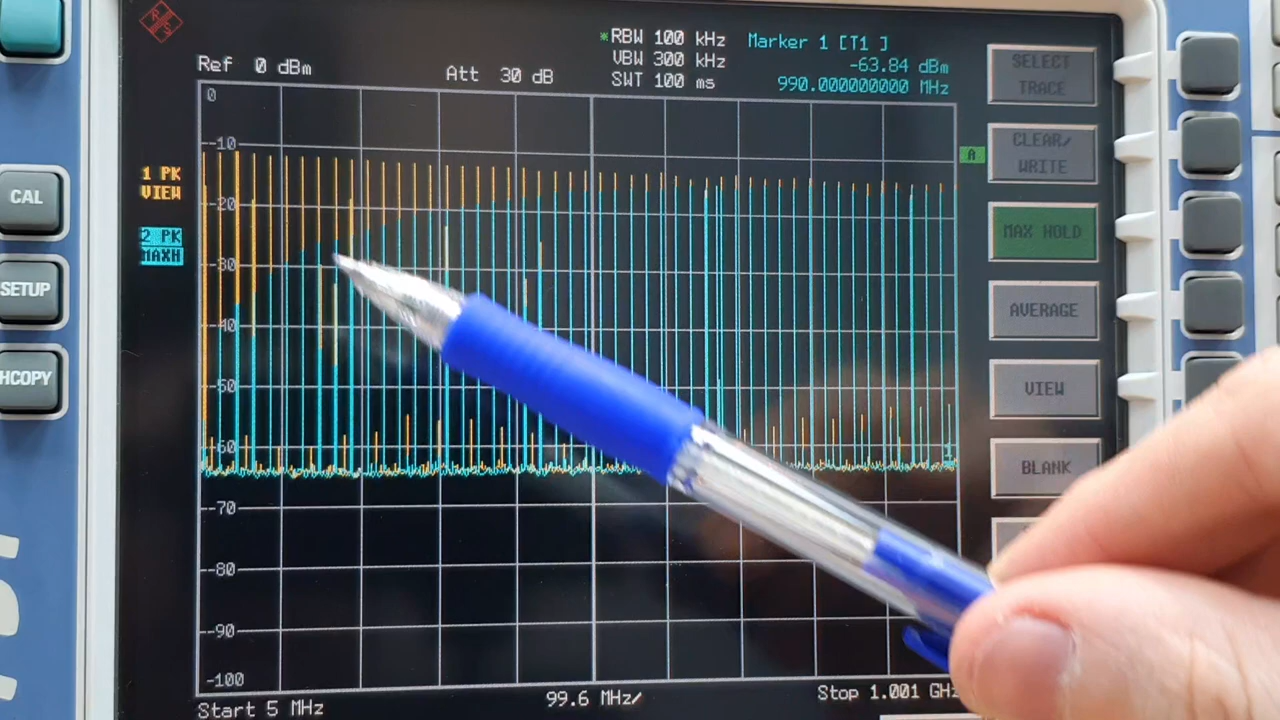 R S
*RBW 100 kHz
Marker 1 [T1 ]
VBW 300 kHz
-63.84 dBm
Ref 0 dBm
Att 30 dB
SWT 100 ms
990.000000000 MHz
SELECT
TRACE
0
-10
A
CLEAR/
WRITE
1 PK
VIEW
CAL
-20
2 PK
MAXH
MAX HOLD
-30
SETUP
-40
AVERAGE
HCOPY
-50
VIEW
-60
1
BLANK
-70
-80
-90
-100
Start 5 MHz
99.6 MHz/
Stop 1.001 GHz